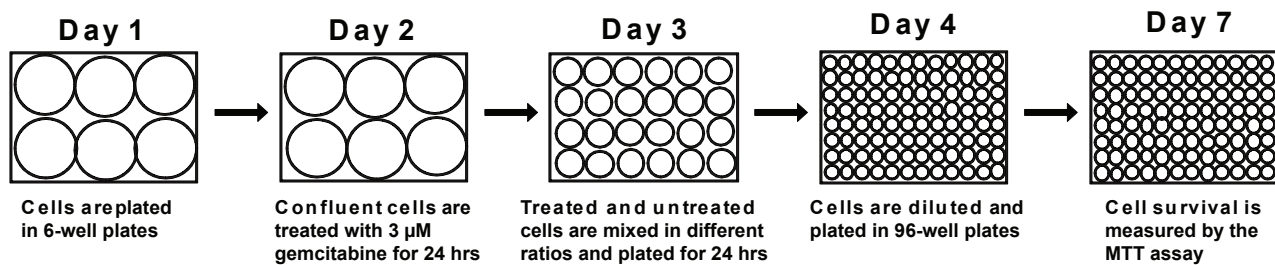 Day 1
Day 2
Day 3
Day 4
Day 7
Cells areplated
in 6-well plates
Confluent cells are
treated with 3 µM
gemcitabine for 24 hrs
Treated and untreated
cells are mixed in different
ratios and plated for 24 hrs
Cells are diluted and
plated in 96-well plates
Cell survival is
measured by the
MTT assay